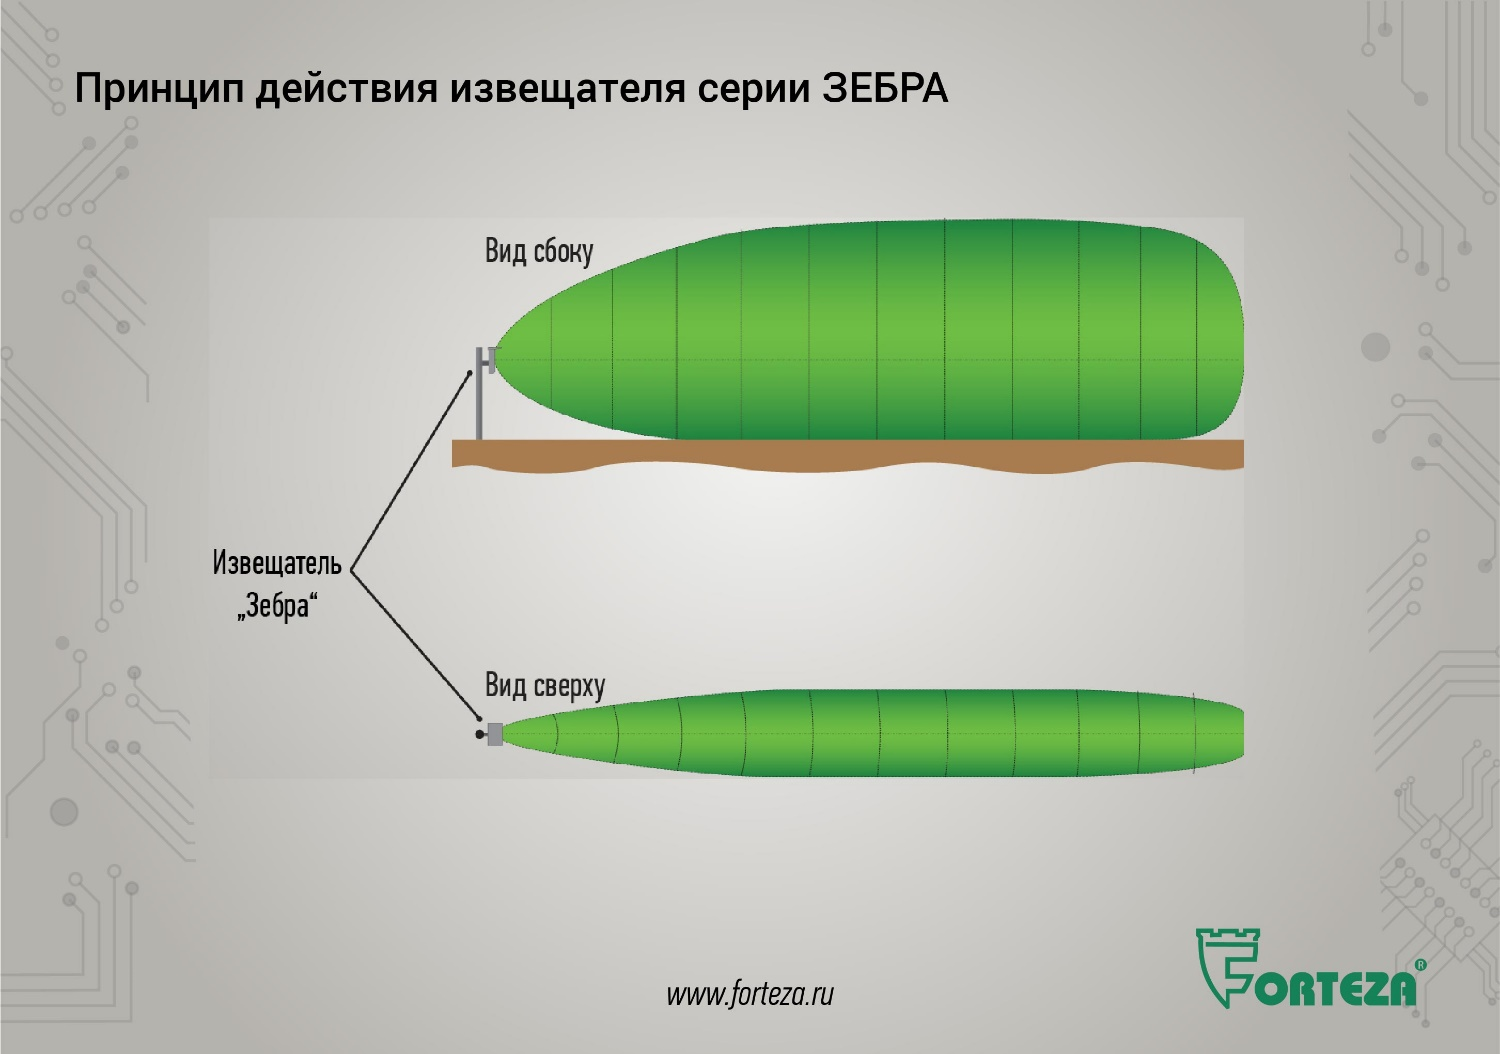 Принцип действия извещателя серии ЗЕБРА
Вид сбоку
Извещатель
„Зебра“
Вид сверху
www.forteza.ru
FORTEZA®